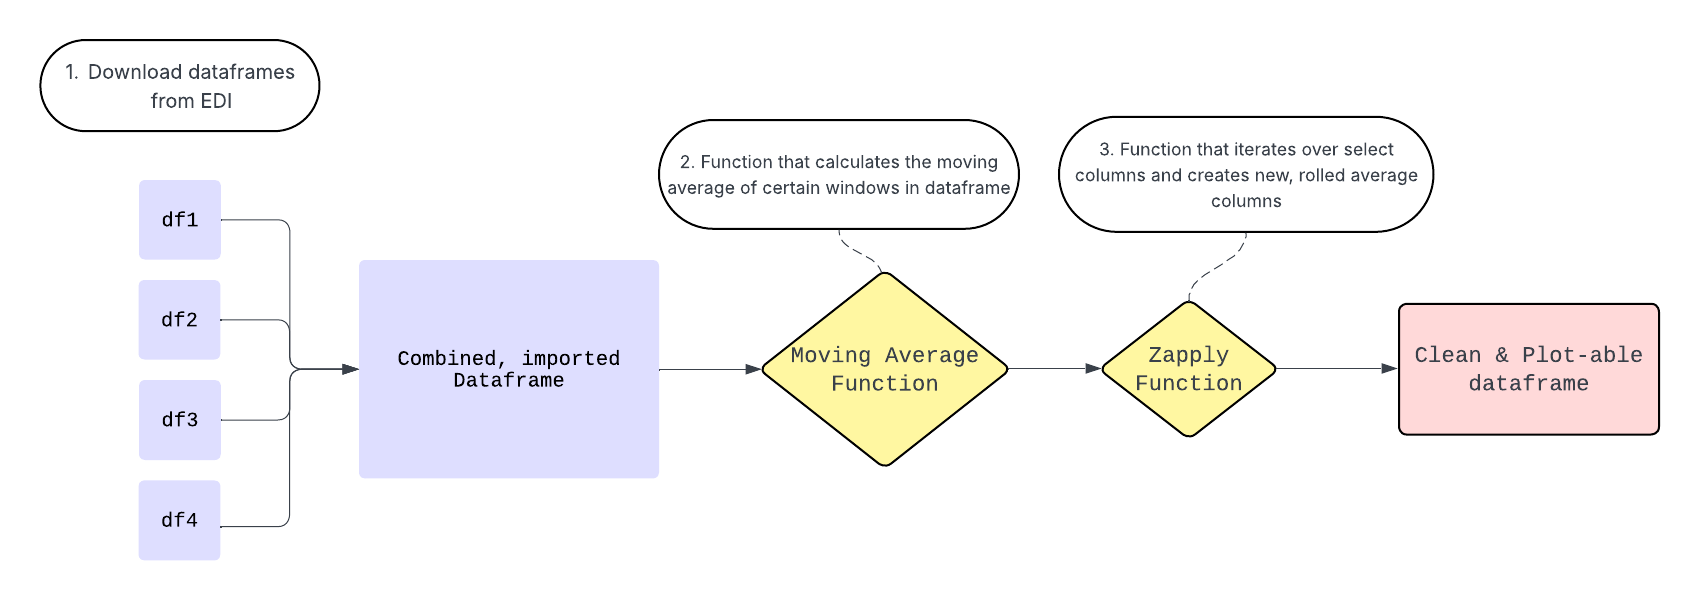 1. Download dataframes
from EDI
df1
df2
df3
df4
Combined, imported
Dataframe
2. Function that calculates the moving
average of certain windows in dataframe
Moving Average
Function
3. Function that iterates over select
columns and creates new, rolled average
columns
Zapply
Function
Clean & Plot-able
dataframe